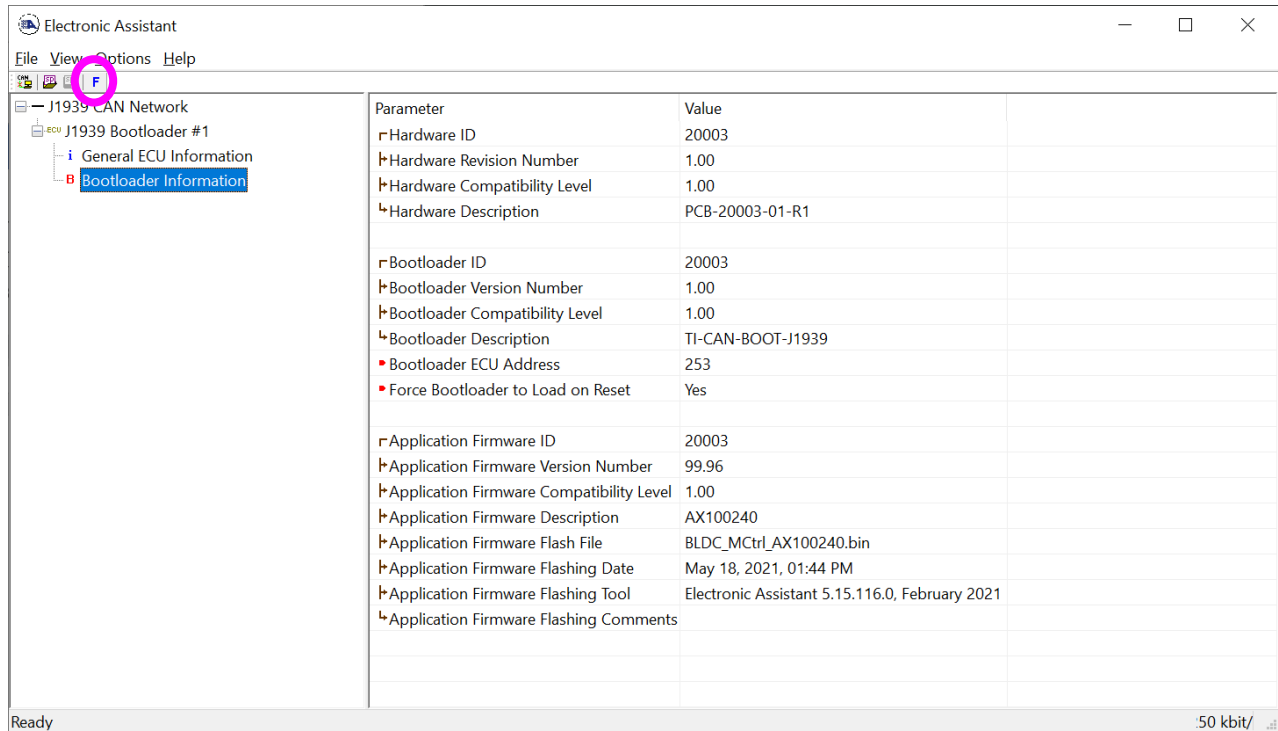 Electronic Assistant
File View Options Help
F
J1939 CAN Network
ECU J1939 Bootloader #1
i General ECU Information
B Bootloader Information
Parameter Value
Hardware ID 20003
Hardware Revision Number 1.00
Hardware Compatibility Level 1.00
Hardware Description PCB-20003-01-R1
Bootloader ID 20003
Bootloader Version Number 1.00
Bootloader Compatibility Level 1.00
Bootloader Description TI-CAN-BOOT-J1939
Bootloader ECU Address 253
Force Bootloader to Load on Reset Yes
Application Firmware ID 20003
Application Firmware Version Number 99.96
Application Firmware Compatibility Level 1.00
Application Firmware Description AX100240
Application Firmware Flash File BLDC_MCtrl_AX100240.bin
Application Firmware Flashing Date May 18, 2021, 01:44 PM
Application Firmware Flashing Tool Electronic Assistant 5.15.116.0, February 2021
Application Firmware Flashing Comments
Ready 50 kbit/